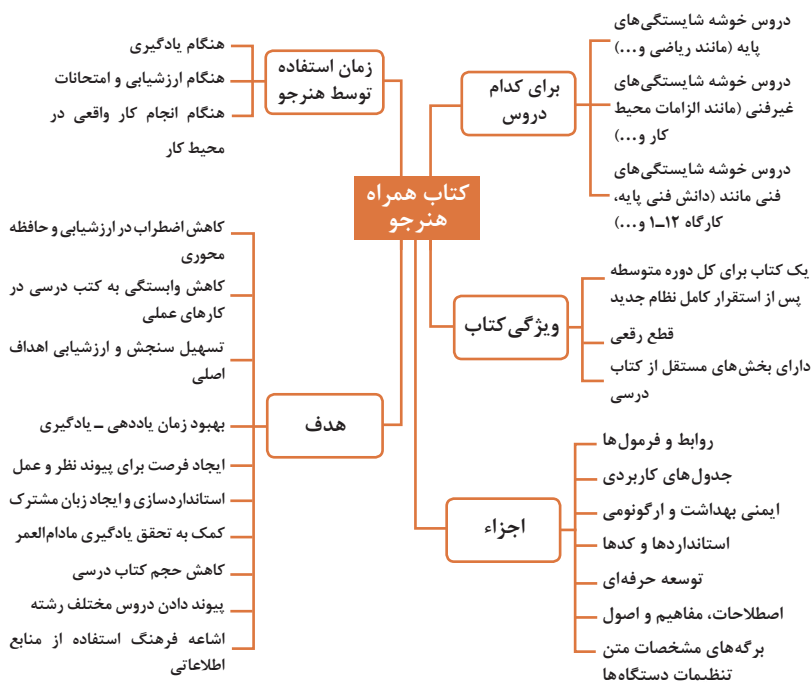 کتاب همراه
هنرجو
برای کدام
دروس
دروس خوشه شایستگی‌های
پایه (مانند ریاضی و...)
دروس خوشه شایستگی‌های
غیرفنی (مانند الزامات محیط
کار و...)
دروس خوشه شایستگی‌های
فنی مانند (دانش فنی پایه،
کارگاه ۱۲ــ۱ و...)
ویژگی کتاب
یک کتاب برای کل دوره متوسطه
پس از استقرار کامل نظام جدید
قطع رقعی
دارای بخش‌های مستقل از کتاب
درسی
اجزاء
روابط و فرمول‌ها
جدول‌های کاربردی
ایمنی بهداشت و ارگونومی
استانداردها و کدها
توسعه حرفه‌ای
اصطلاحات، مفاهیم و اصول
برگه‌های مشخصات متن
تنظیمات دستگاه‌ها
زمان استفاده
توسط هنرجو
هنگام یادگیری
هنگام ارزشیابی و امتحانات
هنگام انجام کار واقعی در
محیط کار
هدف
کاهش اضطراب در ارزشیابی و حافظه
محوری
کاهش وابستگی به کتب درسی در
کارهای عملی
تسهیل سنجش و ارزشیابی اهداف
اصلی
بهبود زمان یاددهی ــ یادگیری
ایجاد فرصت برای پیوند نظر و عمل
استانداردسازی و ایجاد زبان مشترک
کمک به تحقق یادگیری مادام‌العمر
کاهش حجم کتاب درسی
پیوند دادن دروس مختلف رشته
اشاعه فرهنگ استفاده از منابع
اطلاعاتی